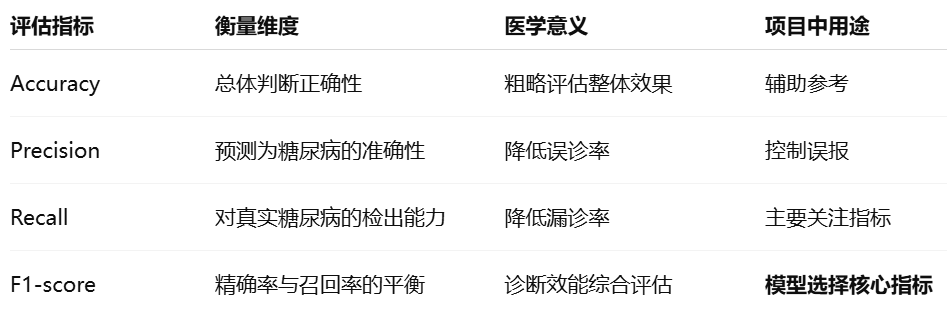 评估指标 衡量维度 医学意义 项目中用途
Accuracy 总体判断正确性 粗略评估整体效果 辅助参考
Precision 预测为糖尿病的准确性 降低误诊率 控制误报
Recall 对真实糖尿病的检出能力 降低漏诊率 主要关注指标
F1-score 精确率与召回率的平衡 诊断效能综合评估 模型选择核心指标